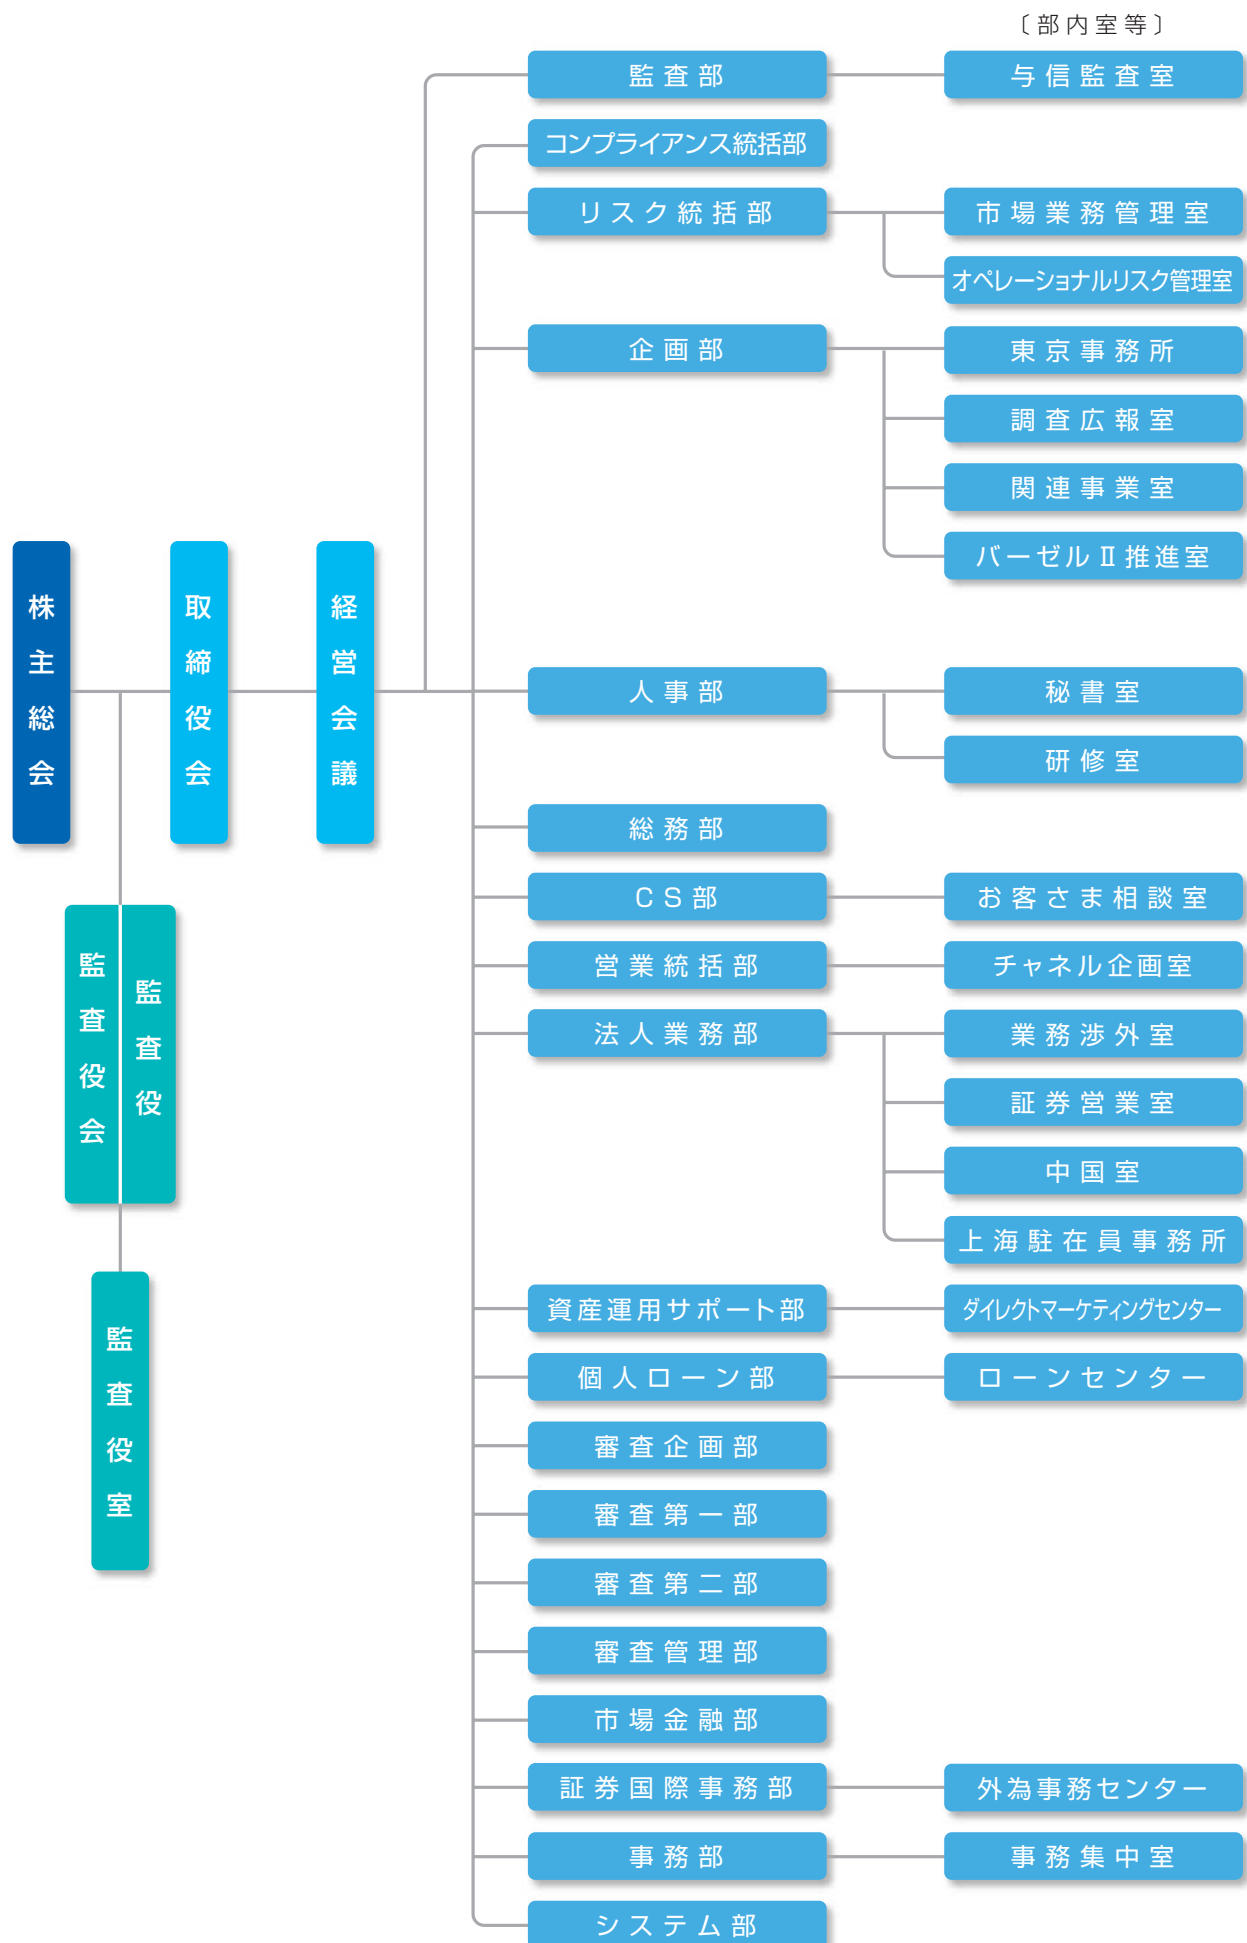 〔部内室等〕
監査部
与信監査室
コンプライアンス統括部
リスク統括部
市場業務管理室
オペレーショナルリスク管理室
企画部
東京事務所
調査広報室
関連事業室
バーゼルⅡ推進室
株主総会
取締役会
経営会議
人事部
秘書室
研修室
総務部
CS部
お客さま相談室
営業統括部
チャネル企画室
監査役会
監査役
法人業務部
業務渉外室
証券営業室
中国室
上海駐在員事務所
監査役室
資産運用サポート部
ダイレクトマーケティングセンター
個人ローン部
ローンセンター
審査企画部
審査第一部
審査第二部
審査管理部
市場金融部
証券国際事務部
外為事務センター
事務部
事務集中室
システム部